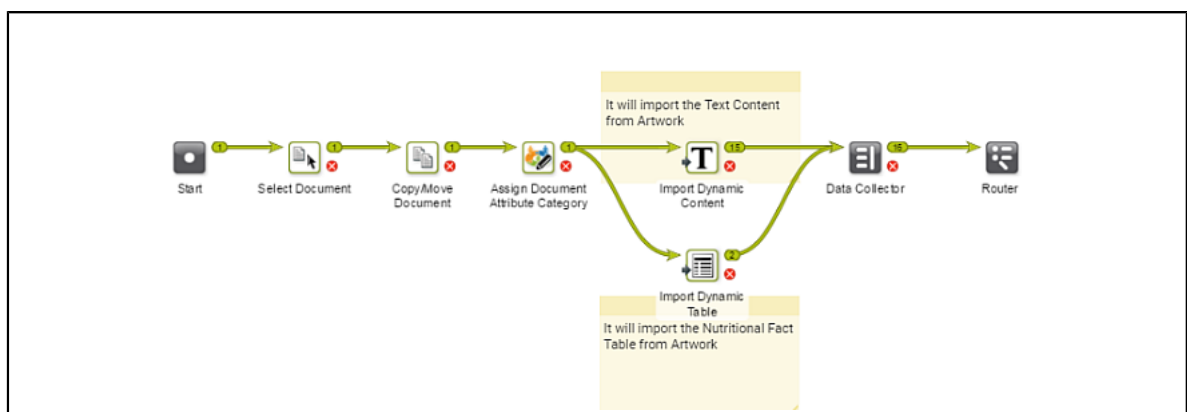 It will import the Text Content
from Artwork
1
1
1
1
15
16
T
Start
Select Document
Copy/Move
Document
Assign Document
Attribute Category
Import Dynamic
Content
Data Collector
Router
2
Import Dynamic
Table
It will import the Nutritional Fact
Table from Artwork